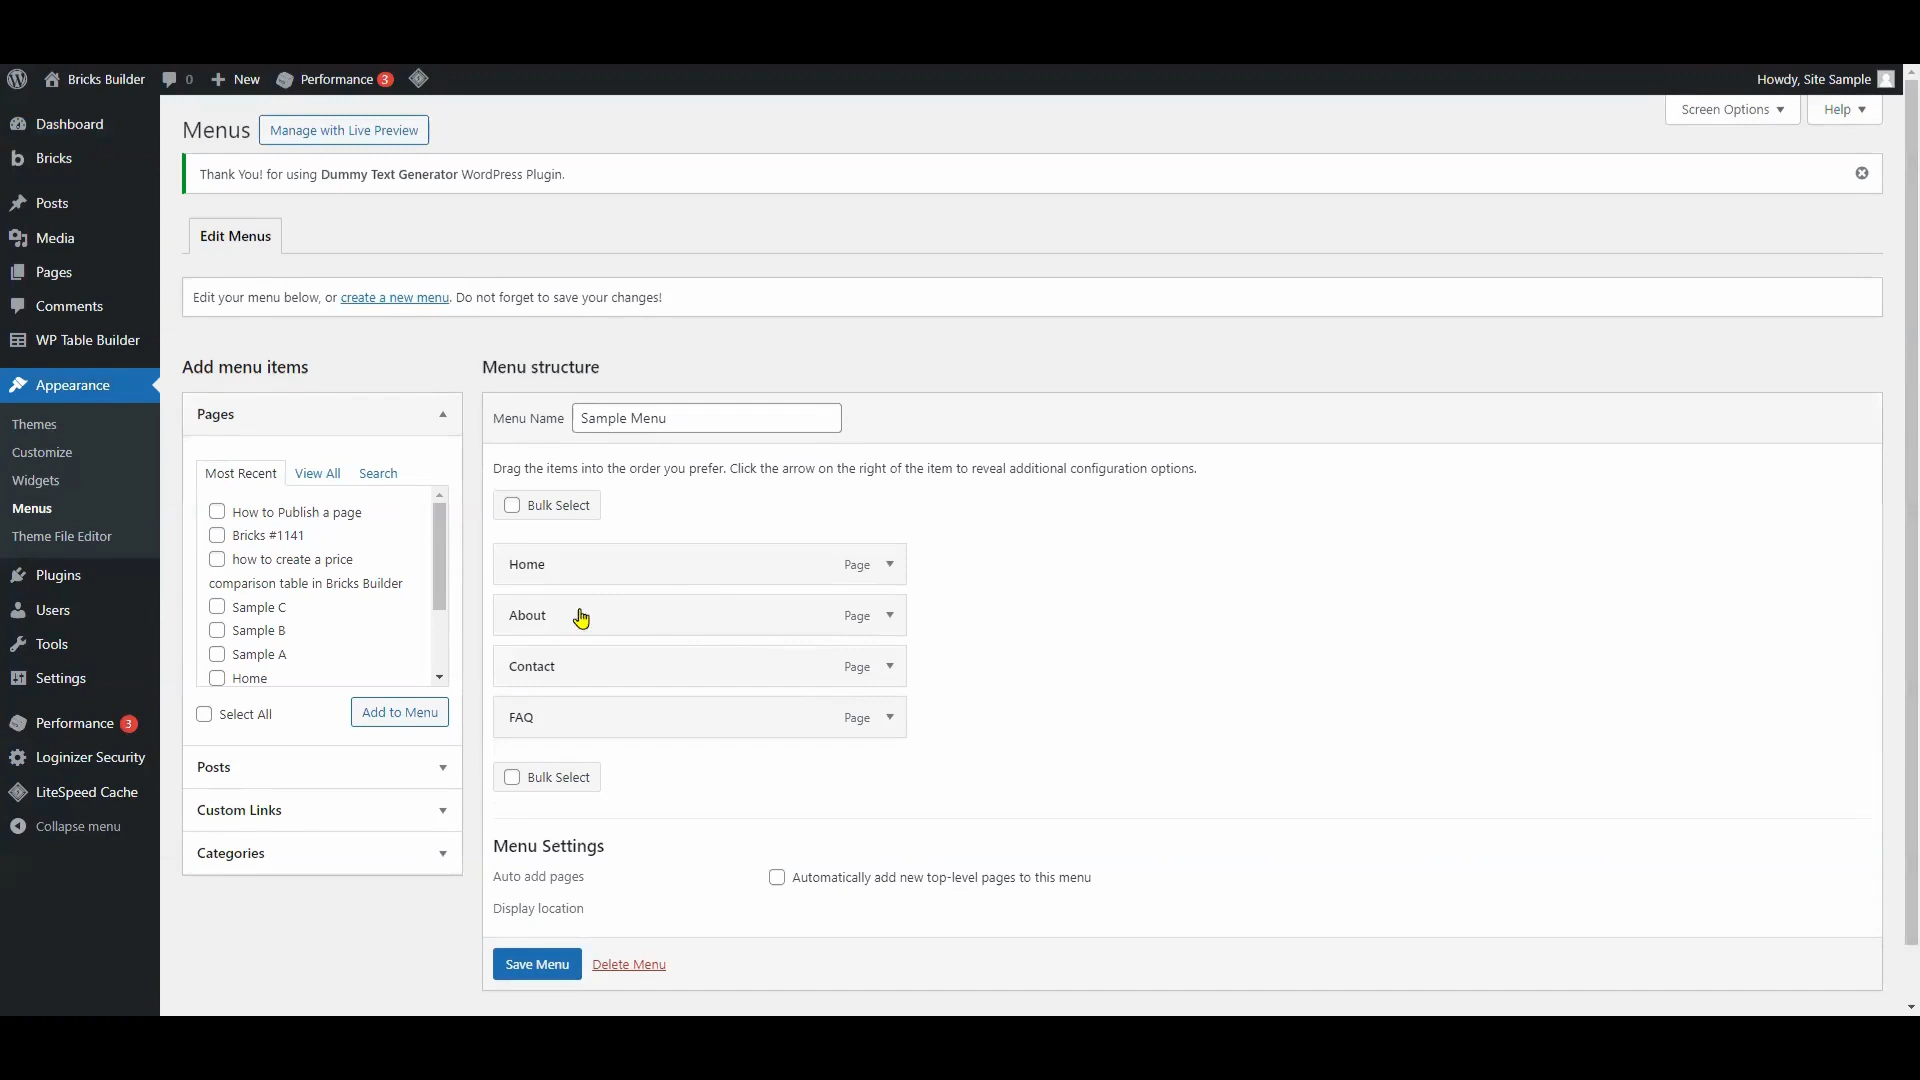 Bricks Builder 0 New Performance 3 Howdy, Site Sample
Screen Options Help
Dashboard
Bricks
Posts
Media
Pages
Comments
WP Table Builder
Appearance
Themes
Customize
Widgets
Menus
Theme File Editor
Plugins
Users
Tools
Settings
Performance 3
Loginizer Security
LiteSpeed Cache
Collapse menu
Menus Manage with Live Preview
Thank You! for using Dummy Text Generator WordPress Plugin.
Edit Menus
Edit your menu below, or create a new menu. Do not forget to save your changes!
Add menu items
Pages
Most Recent View All Search
How to Publish a page
Bricks #1141
how to create a price
comparison table in Bricks Builder
Sample C
Sample B
Sample A
Home
Select All Add to Menu
Posts
Custom Links
Categories
Menu structure
Menu Name Sample Menu
Drag the items into the order you prefer. Click the arrow on the right of the item to reveal additional configuration options.
Bulk Select
Home Page
About Page
Contact Page
FAQ Page
Bulk Select
Menu Settings
Auto add pages Automatically add new top-level pages to this menu
Display location
Save Menu Delete Menu